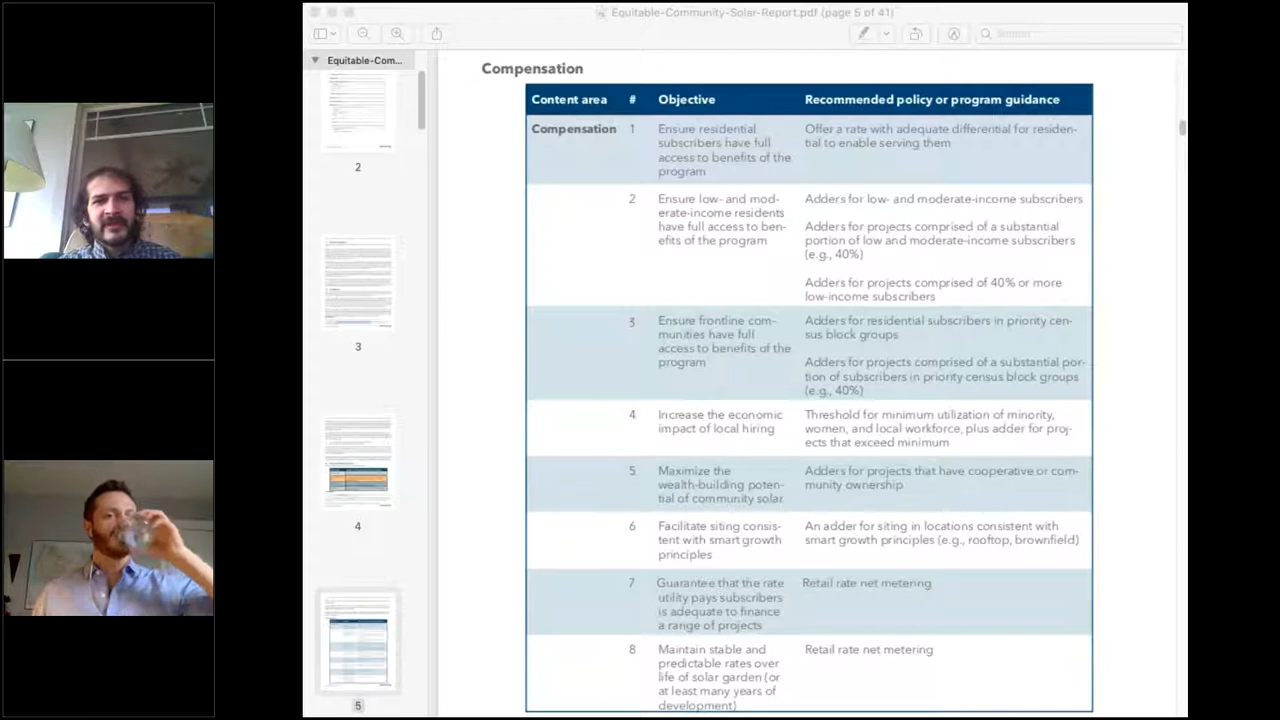 Equitable-Community-Solar-Report.pdf (page 5 of 41)
Search
Equitable-Com...
2
3
4
5
Compensation
Content area # Objective Recommended policy or program guidance
Compensation 1 Ensure residential Offer a rate with adequate differential for residen-
subscribers have full tial to enable serving them
access to benefits of the
program
2 Ensure low- and mod- Adders for low- and moderate-income subscribers
erate-income residents
have full access to ben- Adders for projects comprised of a substantial
efits of the program portion of low and moderate-income subscribers
(e.g., 40%)
Adders for projects comprised of 40% or more
low-income subscribers
3 Ensure frontline com- Adders for residential subscribers in priority cen-
munities have full sus block groups
access to benefits of the
program Adders for projects comprised of a substantial por-
tion of subscribers in priority census block groups
(e.g., 40%)
4 Increase the economic Threshold for minimum utilization of minority,
impact of local hiring women, and local workforce, plus adder for proj-
ects that exceed minimum
5 Maximize the Adders for projects that have cooperative or com-
wealth-building poten- munity ownership
tial of community solar
6 Facilitate siting consis- An adder for siting in locations consistent with
tent with smart growth smart growth principles (e.g., rooftop, brownfield)
principles
7 Guarantee that the rate Retail rate net metering
utility pays subscribers
is adequate to finance
a range of projects
8 Maintain stable and Retail rate net metering
predictable rates over
life of solar garden (or
at least many years of
development)